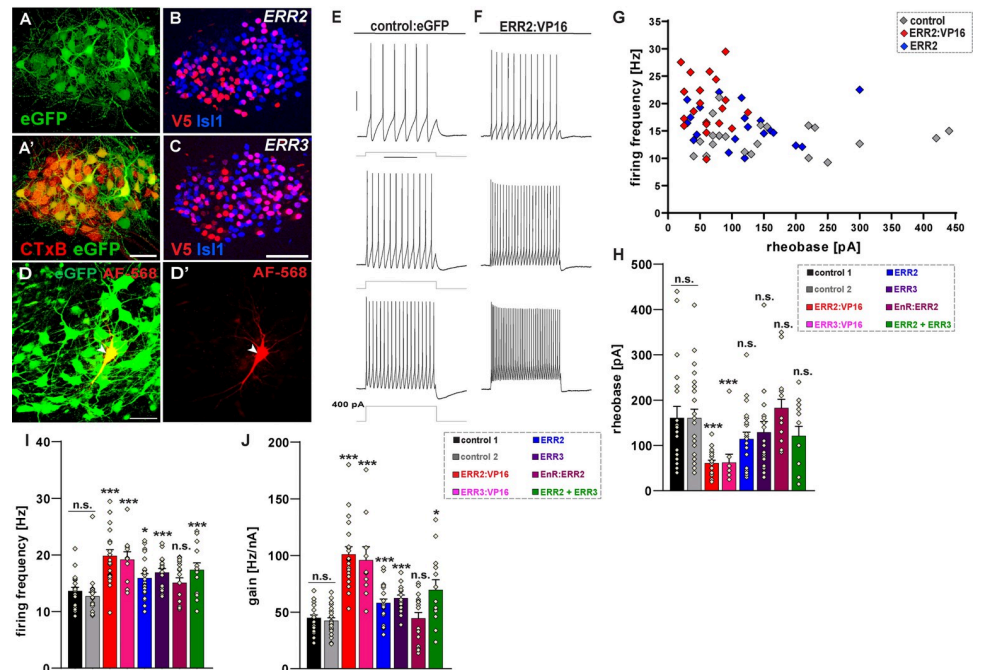 A
eGFP
B
ERR2
V5 Isl1
A'
CTxB eGFP
C
ERR3
V5 Isl1
D
eGFP AF-568
D'
AF-568
E
control:eGFP
400 pA
F
ERR2:VP16
G
control
ERR2:VP16
ERR2
firing frequency [Hz]
40
35
30
25
20
15
10
5
0
0 50 100 150 200 250 300 350 400 450
rheobase [pA]
H
control 1
control 2
ERR2:VP16
ERR3:VP16
ERR2
ERR3
EnR:ERR2
ERR2 + ERR3
rheobase [pA]
500
400
300
200
100
0
n.s.
***
***
n.s.
n.s.
n.s.
n.s.
I
firing frequency [Hz]
40
30
20
10
0
n.s.
***
***
*
***
n.s.
***
J
gain [Hz/nA]
200
150
100
50
0
n.s.
***
***
***
***
n.s.
*
control 1
control 2
ERR2:VP16
ERR3:VP16
ERR2
ERR3
EnR:ERR2
ERR2 + ERR3